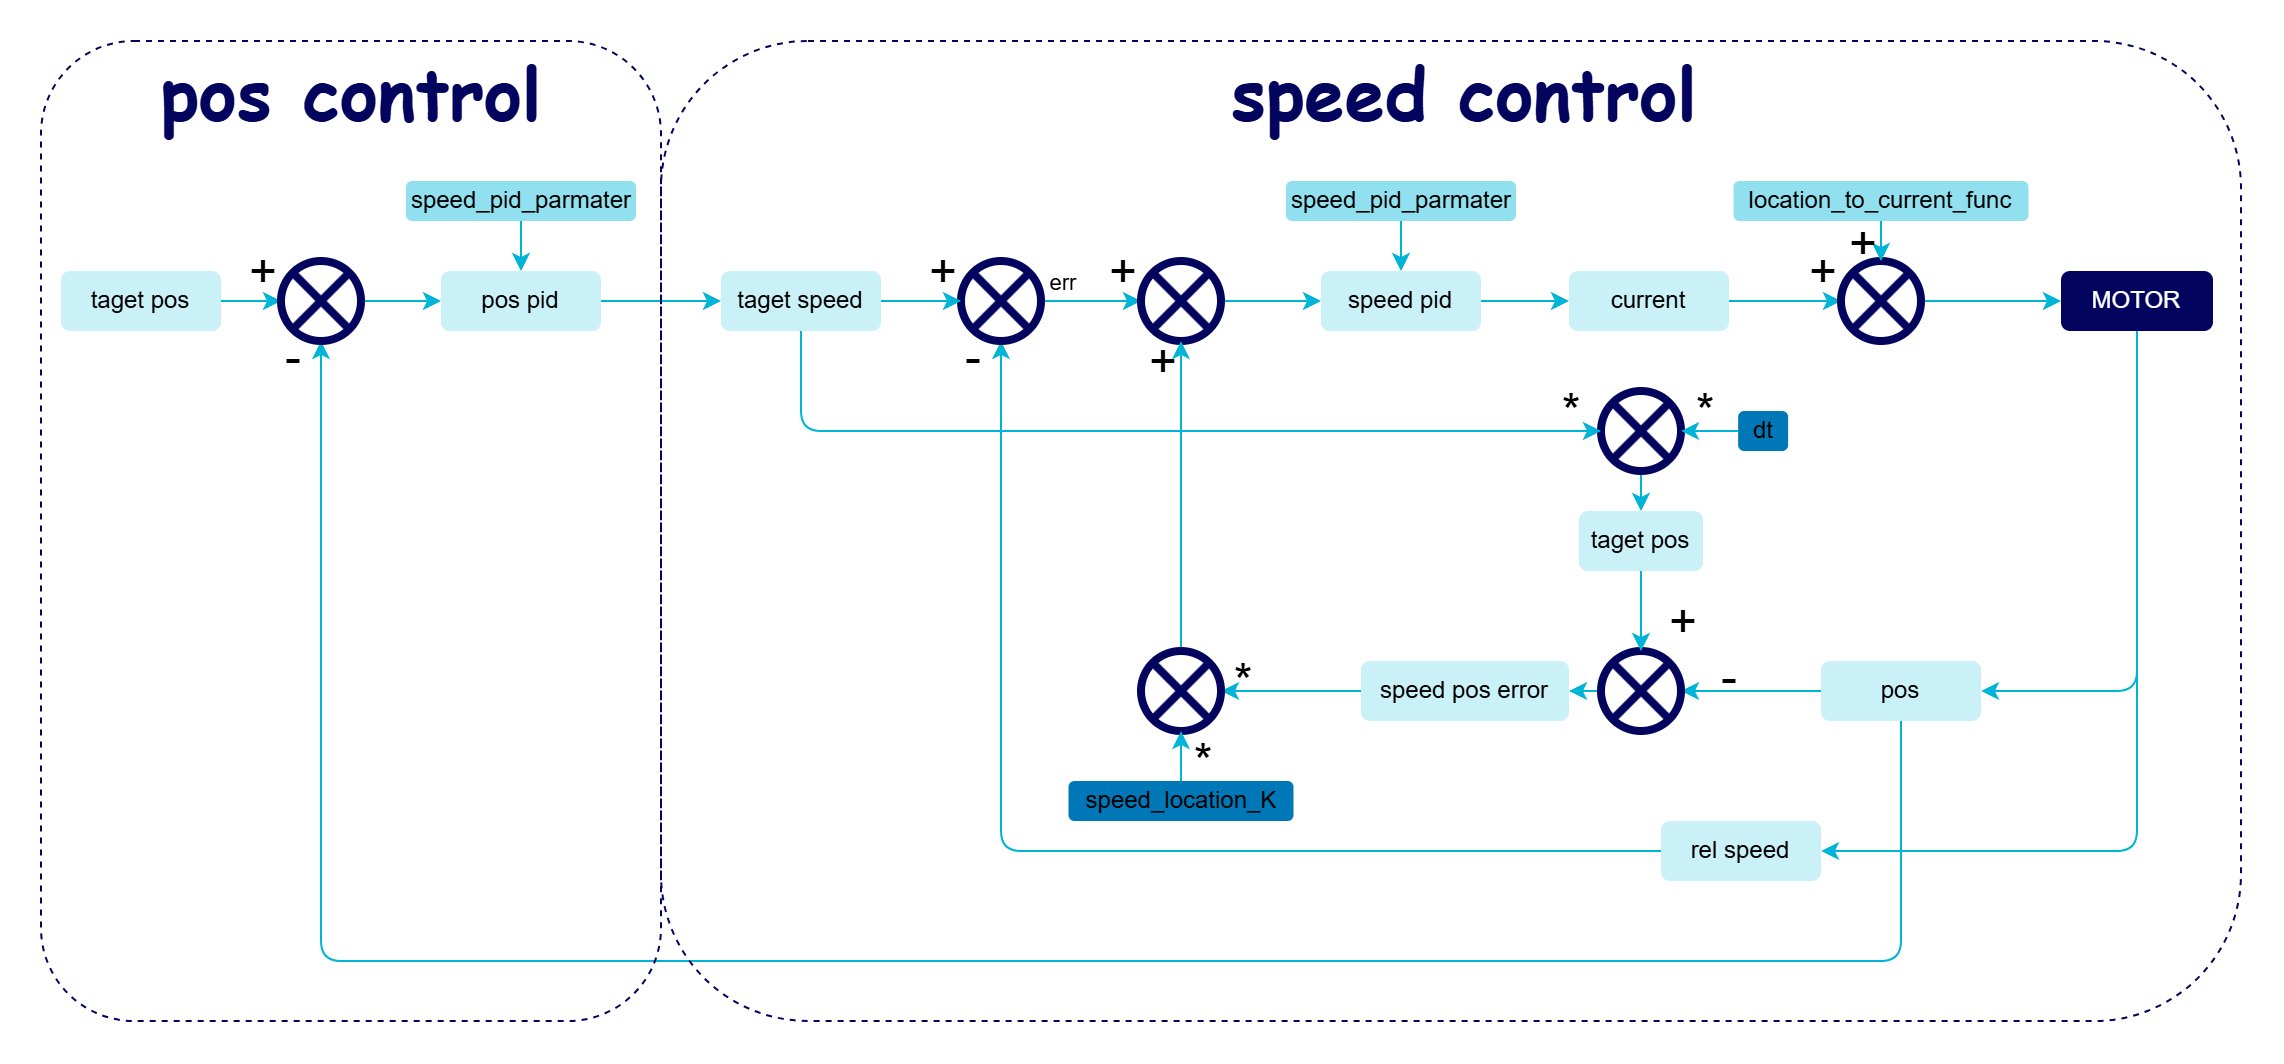 pos control
speed control
speed_pid_parmater
speed_pid_parmater
location_to_current_func
+
+
+
+
+
taget pos
pos pid
taget speed
err
speed pid
current
MOTOR
-
-
+
*
*
dt
taget pos
+
*
speed pos error
-
pos
*
speed_location_K
rel speed